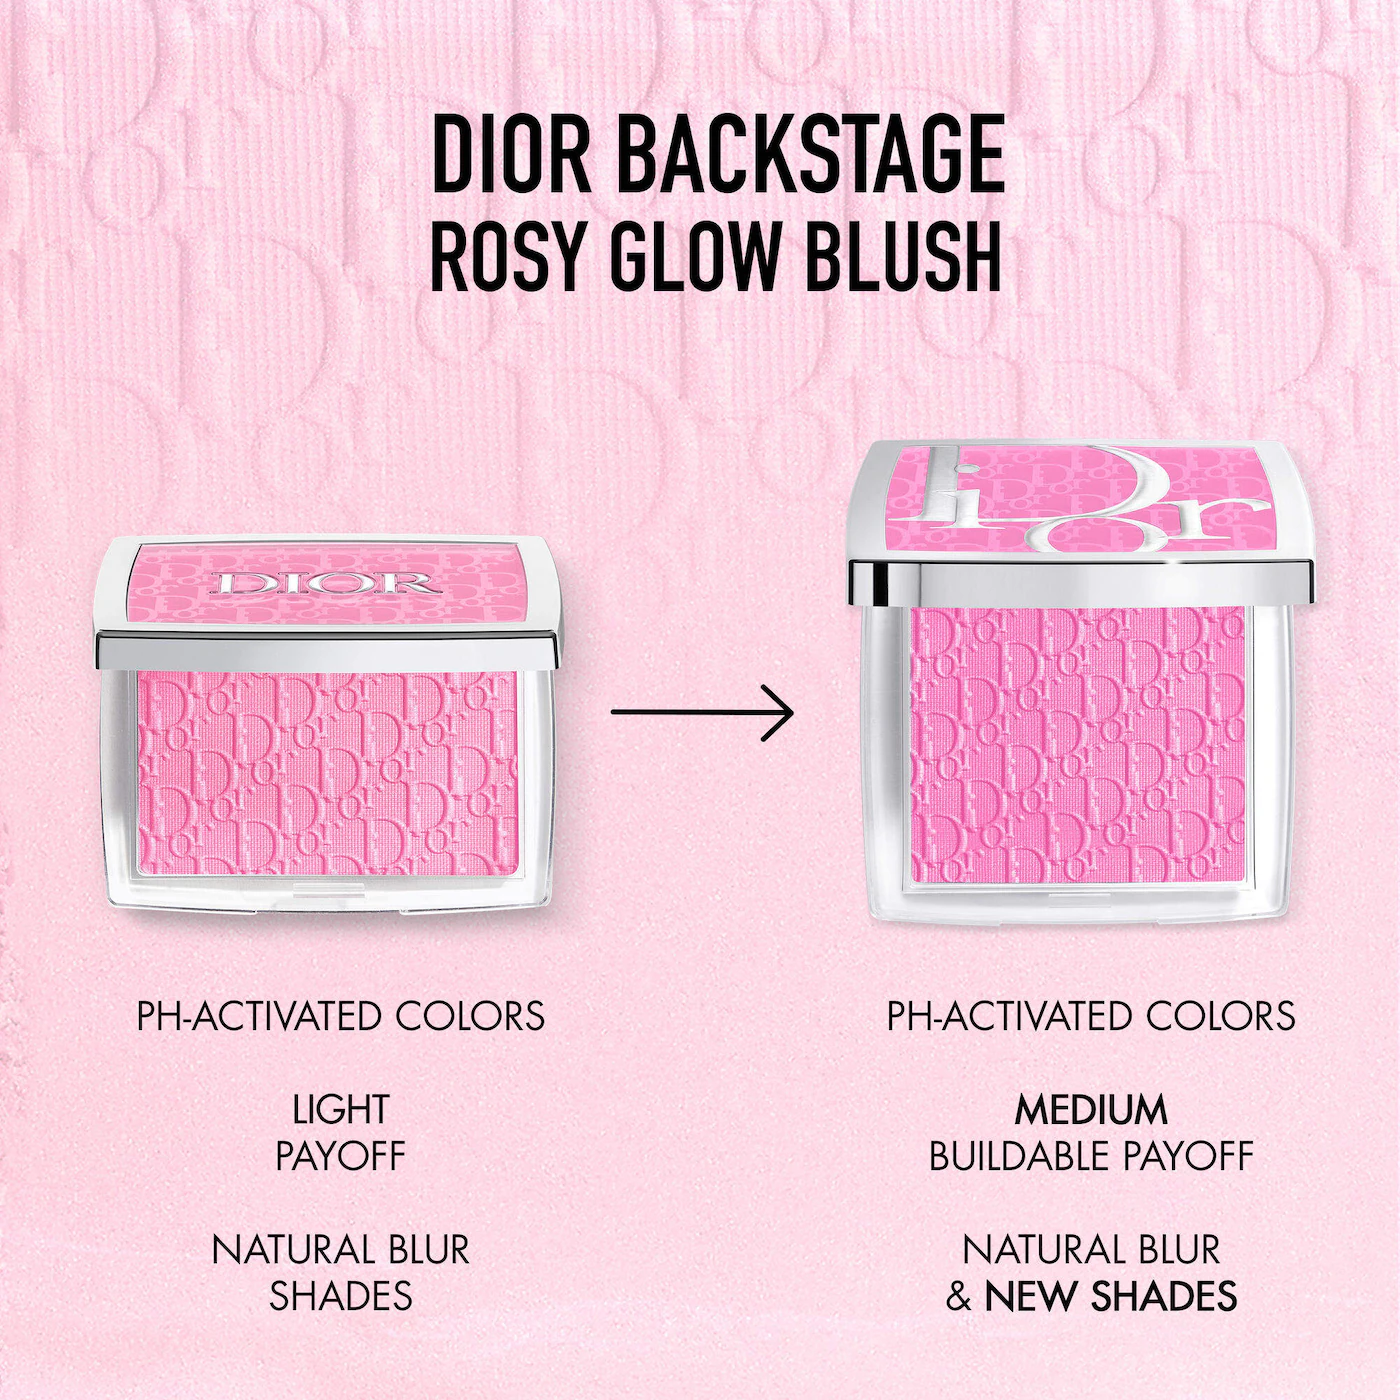 DIOR BACKSTAGE
ROSY GLOW BLUSH
DIOR
Dior
PH-ACTIVATED COLORS
LIGHT
PAYOFF
NATURAL BLUR
SHADES
PH-ACTIVATED COLORS
MEDIUM
BUILDABLE PAYOFF
NATURAL BLUR
& NEW SHADES